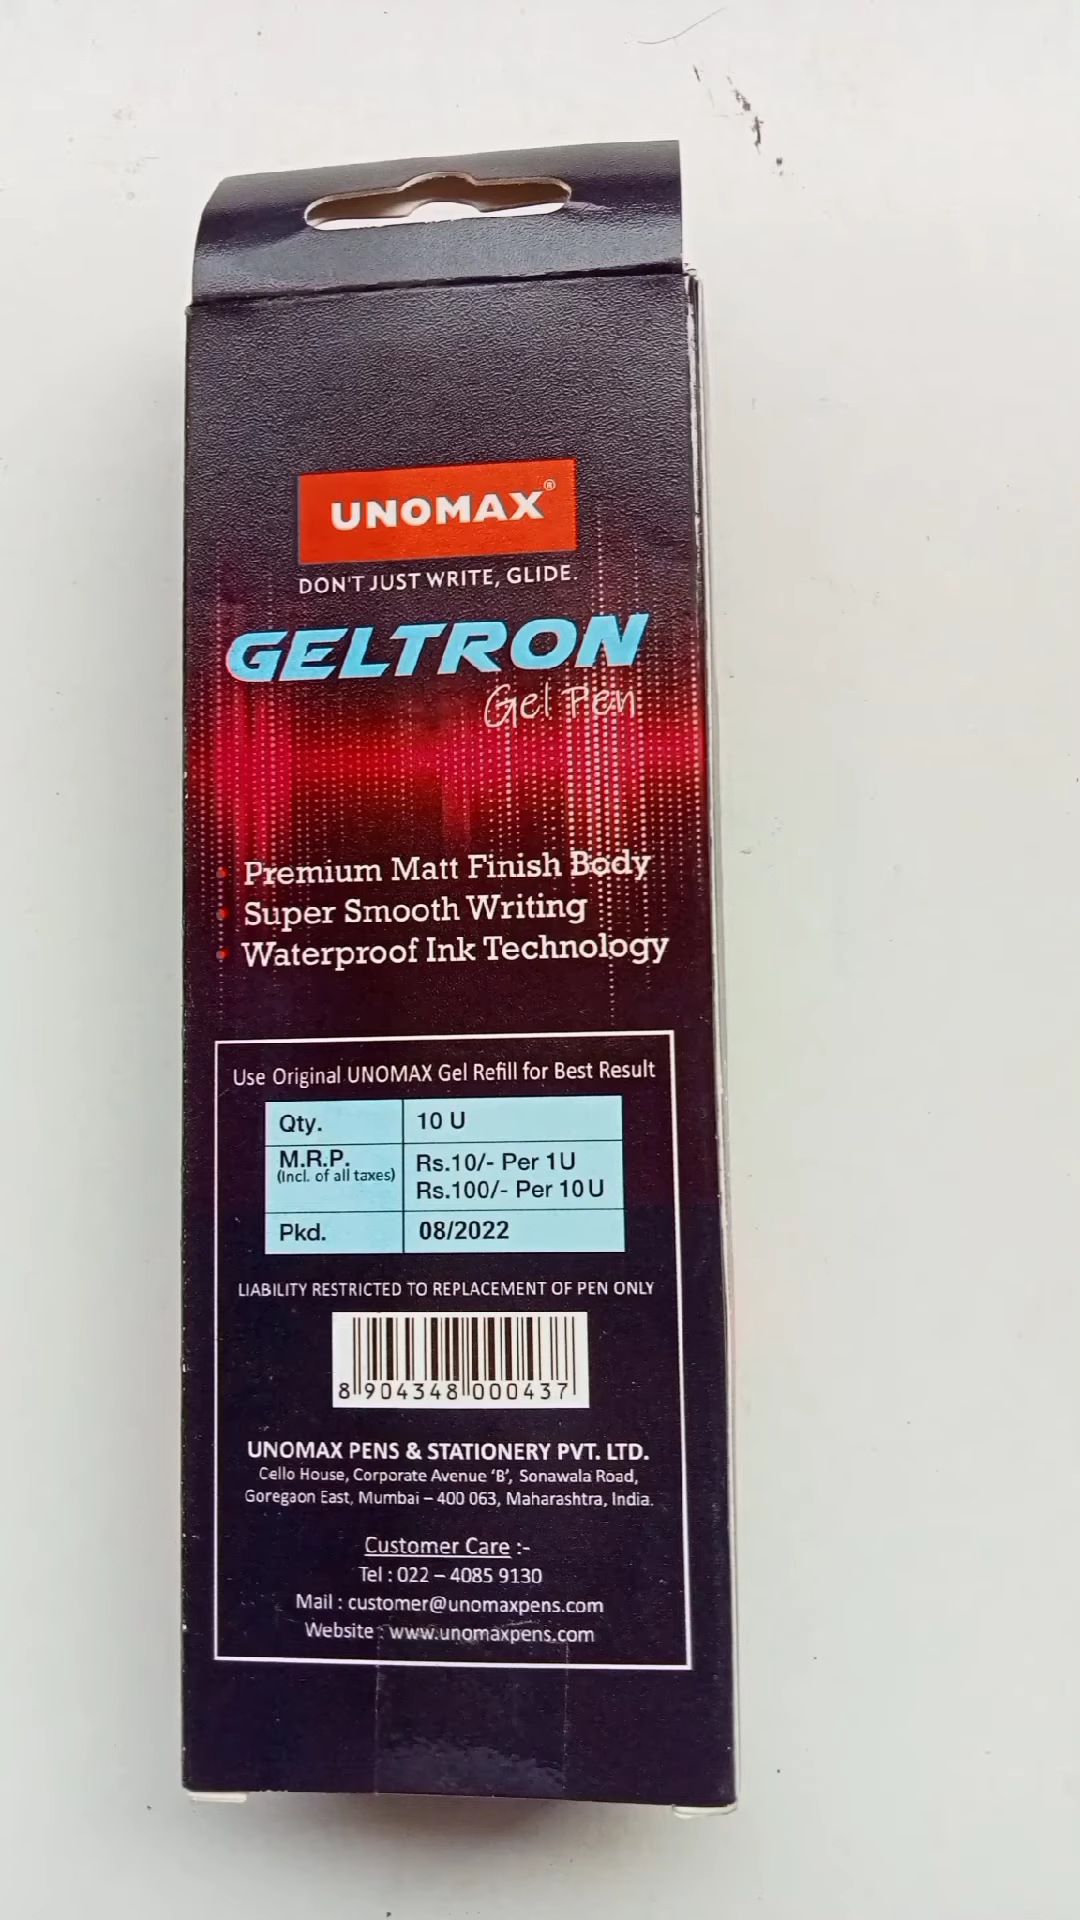 UNOMAX®
DON'T JUST WRITE, GLIDE.
GELTRON
Gel Pen
• Premium Matt Finish Body
• Super Smooth Writing
• Waterproof Ink Technology
Use Original UNOMAX Gel Refill for Best Result
Qty. 10 U
M.R.P. Rs.10/- Per 1U
(Incl. of all taxes) Rs.100/- Per 10U
Pkd. 08/2022
LIABILITY RESTRICTED TO REPLACEMENT OF PEN ONLY
8 904348 000437
UNOMAX PENS & STATIONERY PVT. LTD.
Cello House, Corporate Avenue ‘B’, Sonawala Road,
Goregaon East, Mumbai – 400 063, Maharashtra, India.
Customer Care :-
Tel : 022 – 4085 9130
Mail : customer@unomaxpens.com
Website : www.unomaxpens.com